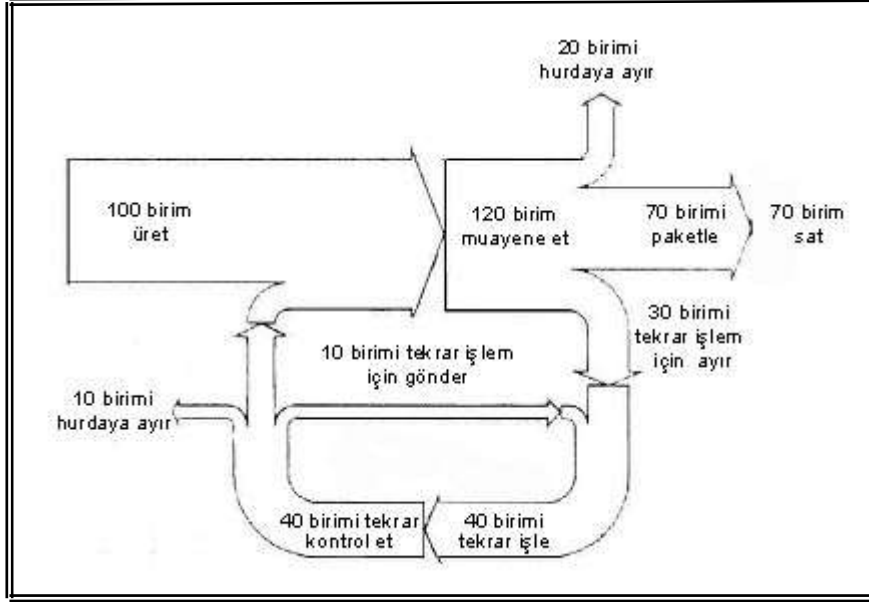 20 birimi
hurdaya ayır
100 birim
üret
120 birim
muayene et
70 birimi
paketle
70 birim
sat
30 birimi
tekrar işlem
için ayır
10 birimi tekrar işlem
için gönder
10 birimi
hurdaya ayır
40 birimi tekrar
kontrol et
40 birimi
tekrar işle